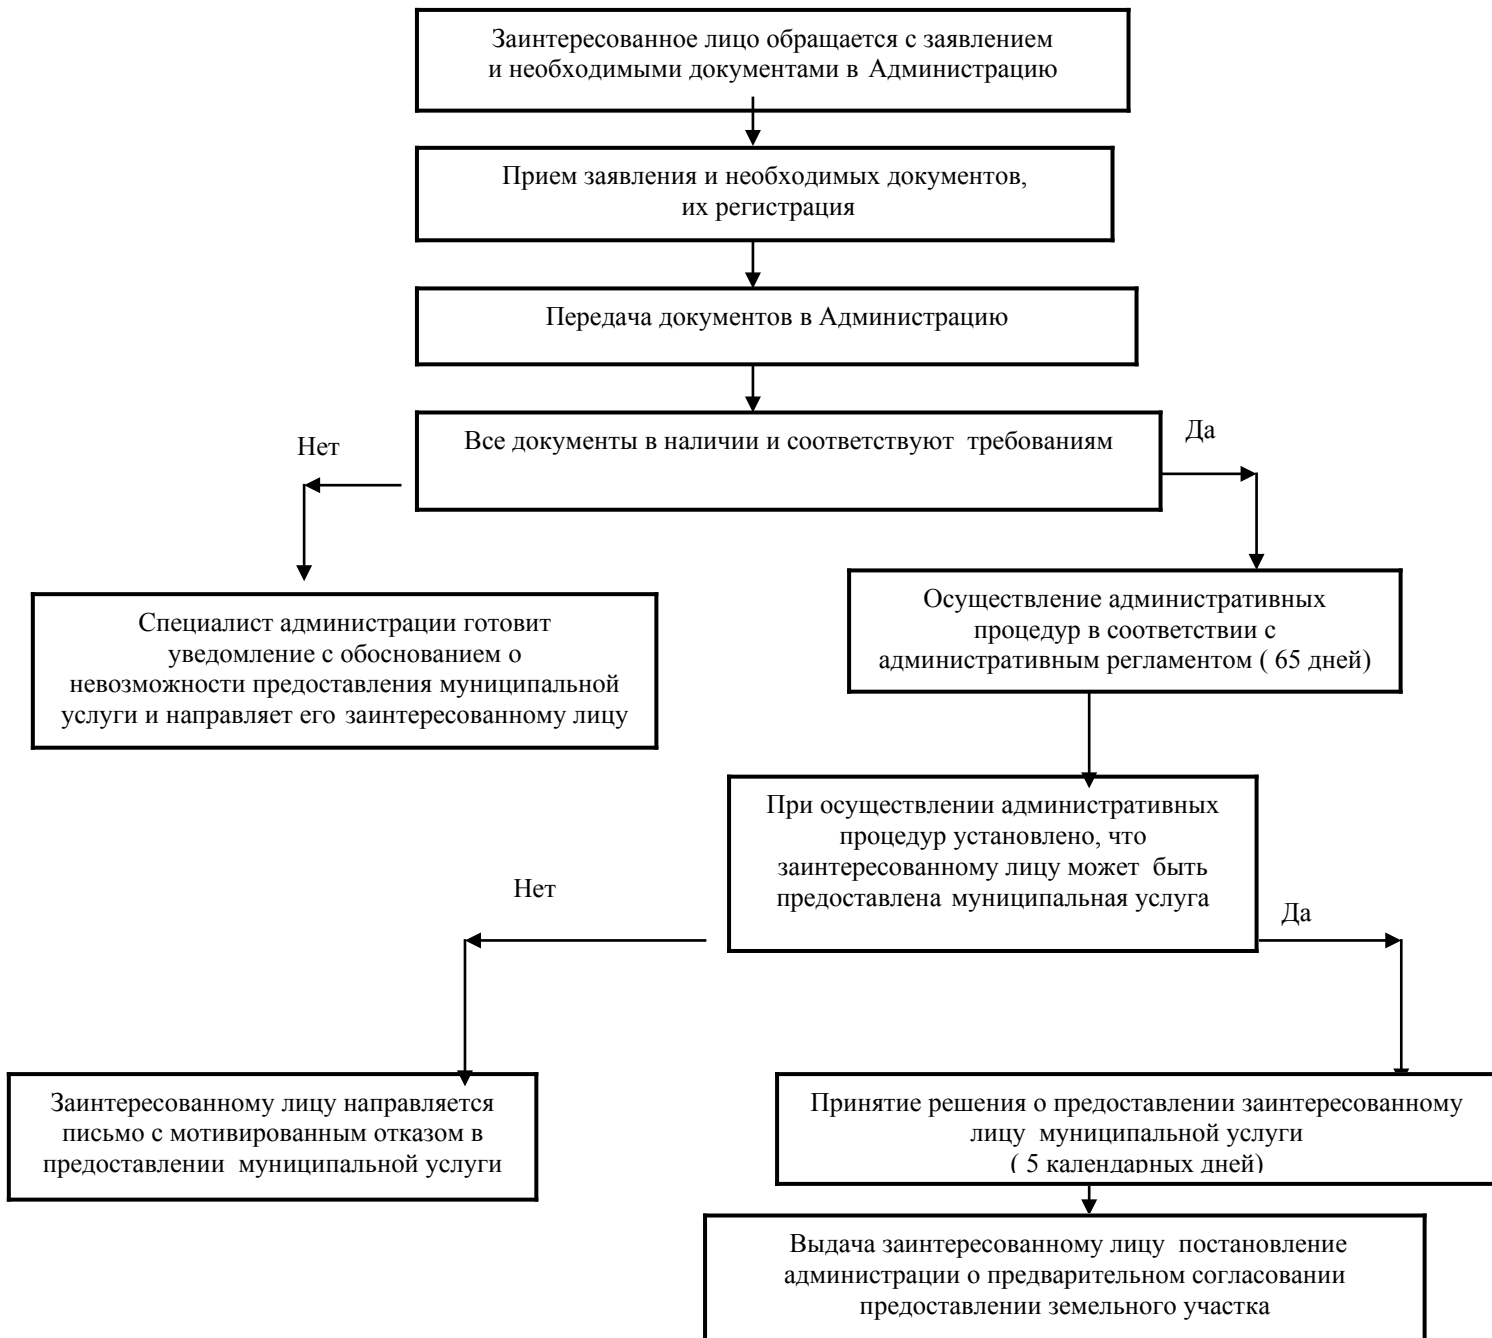 Заинтересованное лицо обращается с заявлением
и необходимыми документами в Администрацию
Прием заявления и необходимых документов,
их регистрация
Передача документов в Администрацию
Все документы в наличии и соответствуют требованиям
Нет
Да
Специалист администрации готовит
уведомление с обоснованием о
невозможности предоставления муниципальной
услуги и направляет его заинтересованному лицу
Осуществление административных
процедур в соответствии с
административным регламентом ( 65 дней)
При осуществлении административных
процедур установлено, что
заинтересованному лицу может быть
предоставлена муниципальная услуга
Нет
Да
Заинтересованному лицу направляется
письмо с мотивированным отказом в
предоставлении муниципальной услуги
Принятие решения о предоставлении заинтересованному
лицу муниципальной услуги
( 5 календарных дней)
Выдача заинтересованному лицу постановление
администрации о предварительном согласовании
предоставлении земельного участка